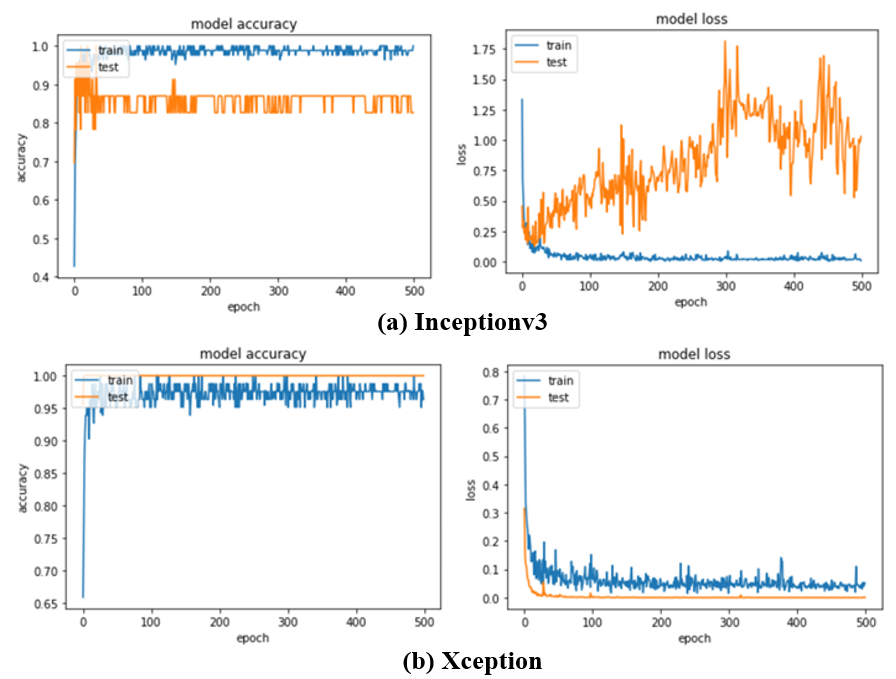 model accuracy
1.0
0.9
0.8
0.7
0.6
0.5
0.4
accuracy
train
test
0
100
200
300
400
500
epoch
model loss
1.75
1.50
1.25
1.00
0.75
0.50
0.25
0.00
loss
train
test
0
100
200
300
400
500
epoch
(a) Inceptionv3
model accuracy
1.00
0.95
0.90
0.85
0.80
0.75
0.70
0.65
accuracy
train
test
0
100
200
300
400
500
epoch
model loss
0.8
0.7
0.6
0.5
0.4
0.3
0.2
0.1
0.0
loss
train
test
0
100
200
300
400
500
epoch
(b) Xception